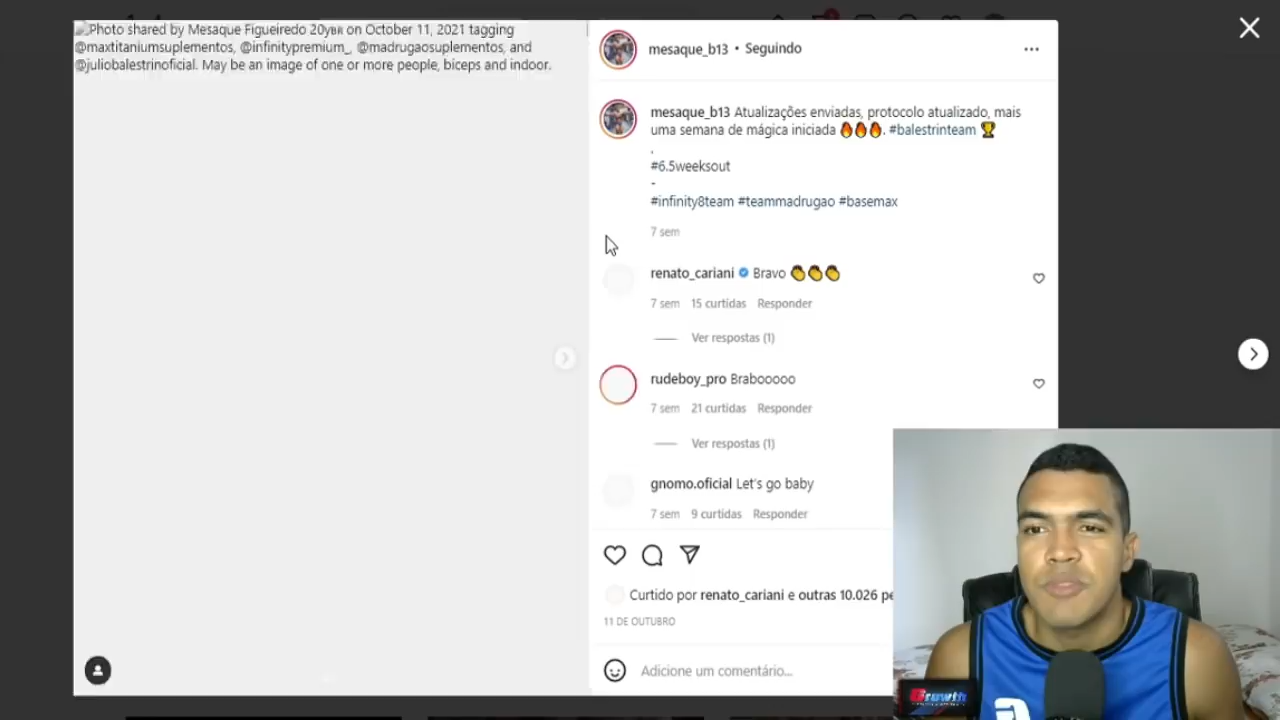 Photo shared by Mesaque Figueiredo 20увк on October 11, 2021 tagging
@maxtitaniumsuplementos, @infinitypremium_, @madrugaosuplementos, and
@juliobalestrinoficial. May be an image of one or more people, biceps and indoor.
mesaque_b13 • Seguindo
mesaque_b13 Atualizações enviadas, protocolo atualizado, mais
uma semana de mágica iniciada 🔥🔥🔥. #balestrinteam 🏆
.
#6.5weeksout
-
#infinity8team #teammadrugao #basemax
7 sem
renato_cariani Bravo 👏👏👏
7 sem 15 curtidas Responder
Ver respostas (1)
rudeboy_pro Brabooooo
7 sem 21 curtidas Responder
Ver respostas (1)
gnomo.oficial Let's go baby
7 sem 9 curtidas Responder
Curtido por renato_cariani e outras 10.026 pe
11 DE OUTUBRO
Adicione um comentário...
Growth